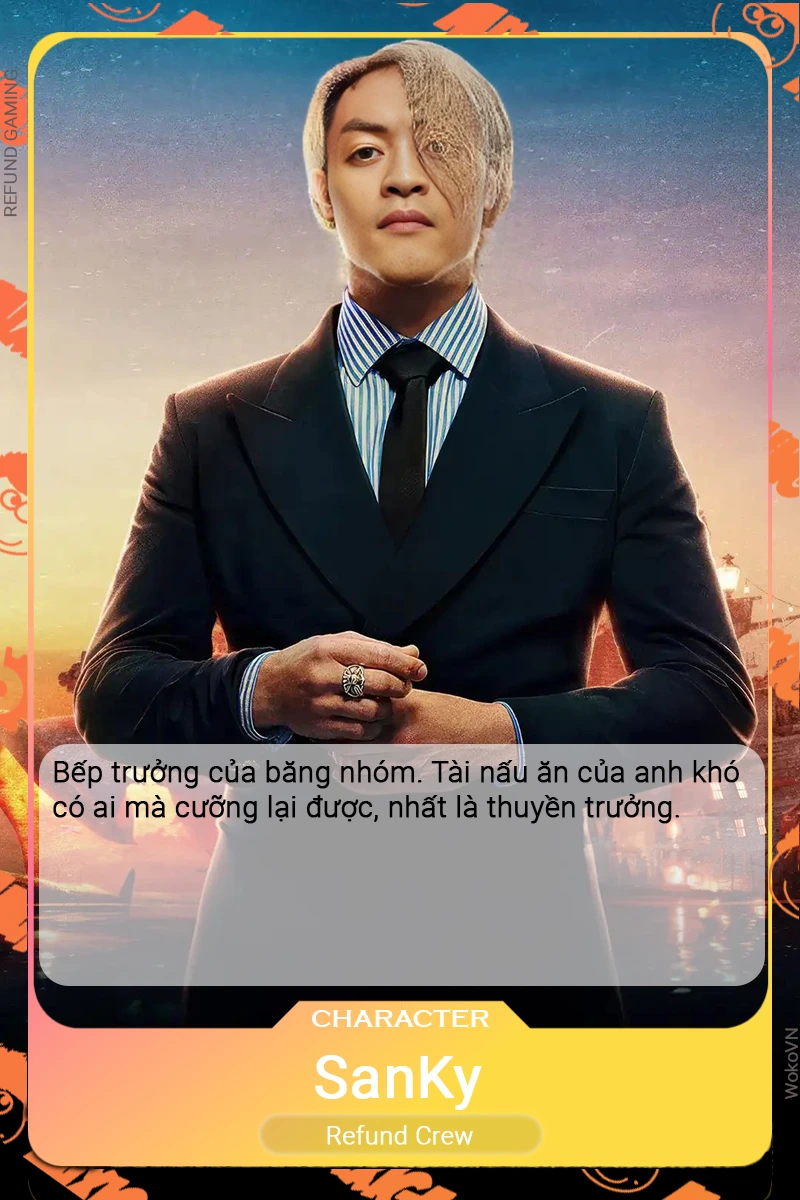 REFUND GAMING
Bếp trưởng của băng nhóm. Tài nấu ăn của anh khó
có ai mà cưỡng lại được, nhất là thuyền trưởng.
CHARACTER
SanKy
Refund Crew
WokoVN